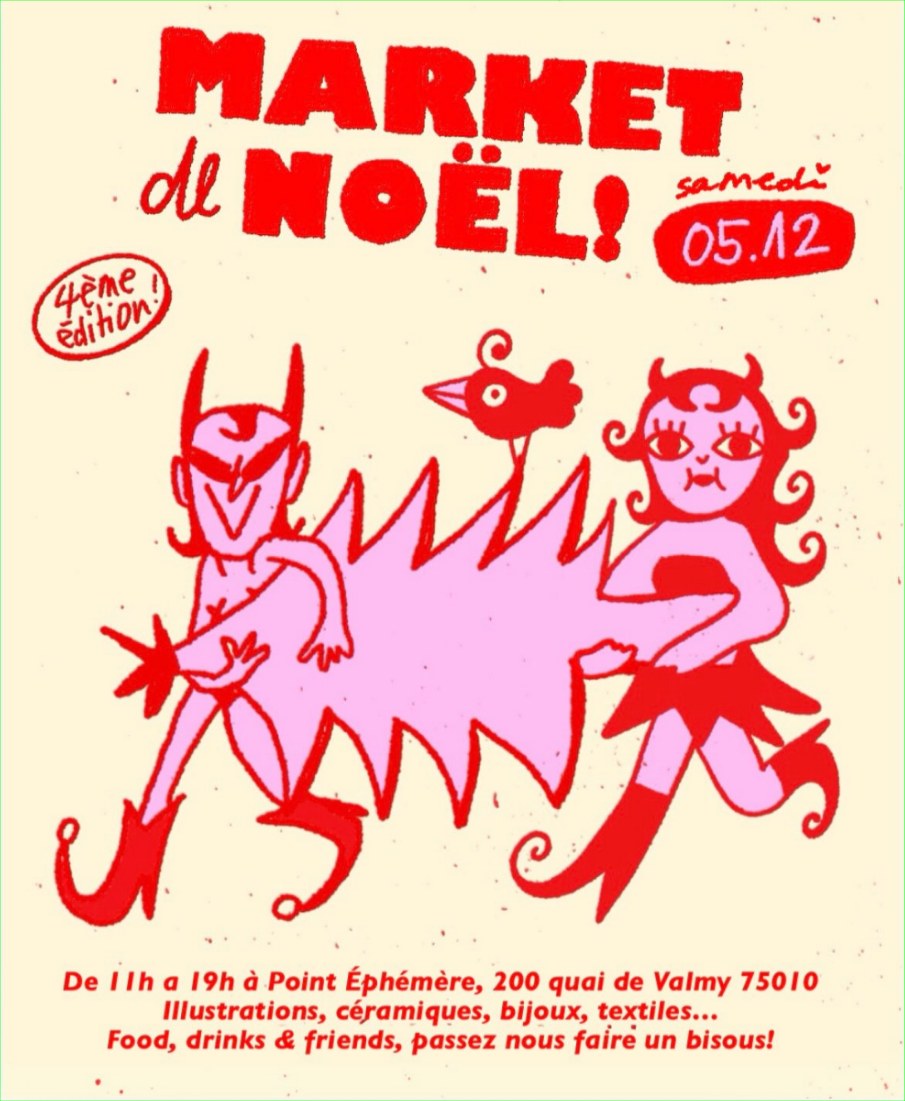 MARKET
de NOËL!
samedi
05.12
4ème
édition!
De 11h a 19h à Point Éphémère, 200 quai de Valmy 75010
Illustrations, céramiques, bijoux, textiles...
Food, drinks & friends, passez nous faire un bisous!